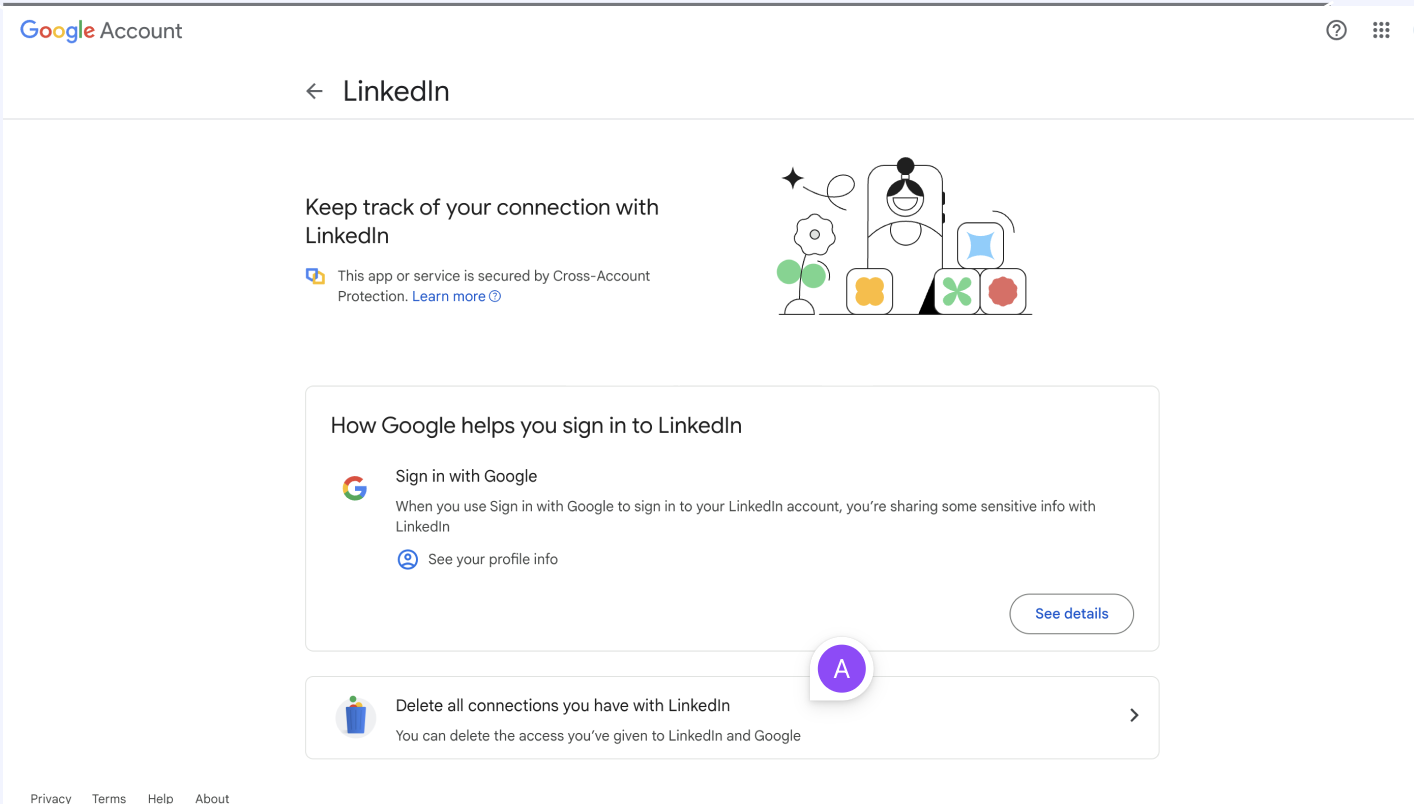 Google Account
LinkedIn
Keep track of your connection with
LinkedIn
This app or service is secured by Cross-Account
Protection. Learn more
How Google helps you sign in to LinkedIn
Sign in with Google
When you use Sign in with Google to sign in to your LinkedIn account, you’re sharing some sensitive info with
LinkedIn
See your profile info
See details
A
Delete all connections you have with LinkedIn
You can delete the access you’ve given to LinkedIn and Google
Privacy Terms Help About